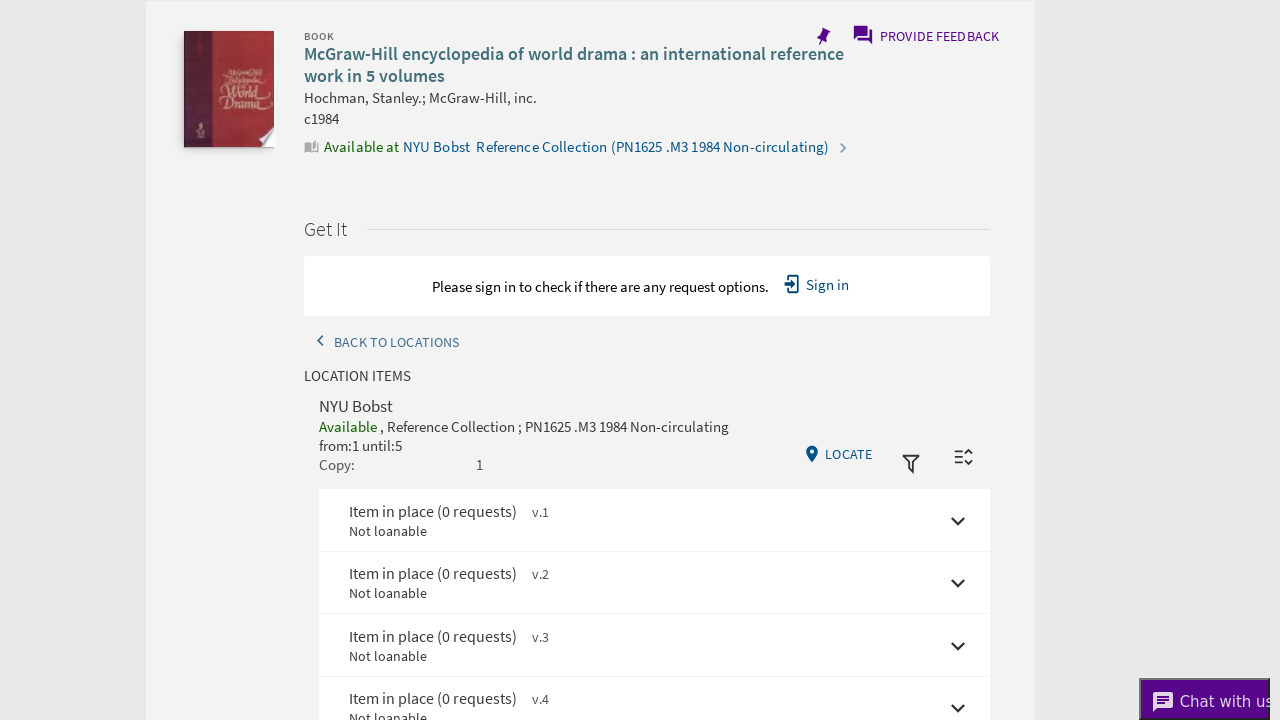 BOOK
McGraw-Hill encyclopedia of world drama : an international reference
work in 5 volumes
Hochman, Stanley.; McGraw-Hill, inc.
c1984
Available at NYU Bobst Reference Collection (PN1625 .M3 1984 Non-circulating)
PROVIDE FEEDBACK
McGraw-Hill
Encyclopedia
of
World
Drama
Get It
Please sign in to check if there are any request options. Sign in
BACK TO LOCATIONS
LOCATION ITEMS
NYU Bobst
Available , Reference Collection ; PN1625 .M3 1984 Non-circulating
from:1 until:5
Copy: 1
LOCATE
Item in place (0 requests) v.1
Not loanable
Item in place (0 requests) v.2
Not loanable
Item in place (0 requests) v.3
Not loanable
Item in place (0 requests) v.4
Not loanable
Chat with us